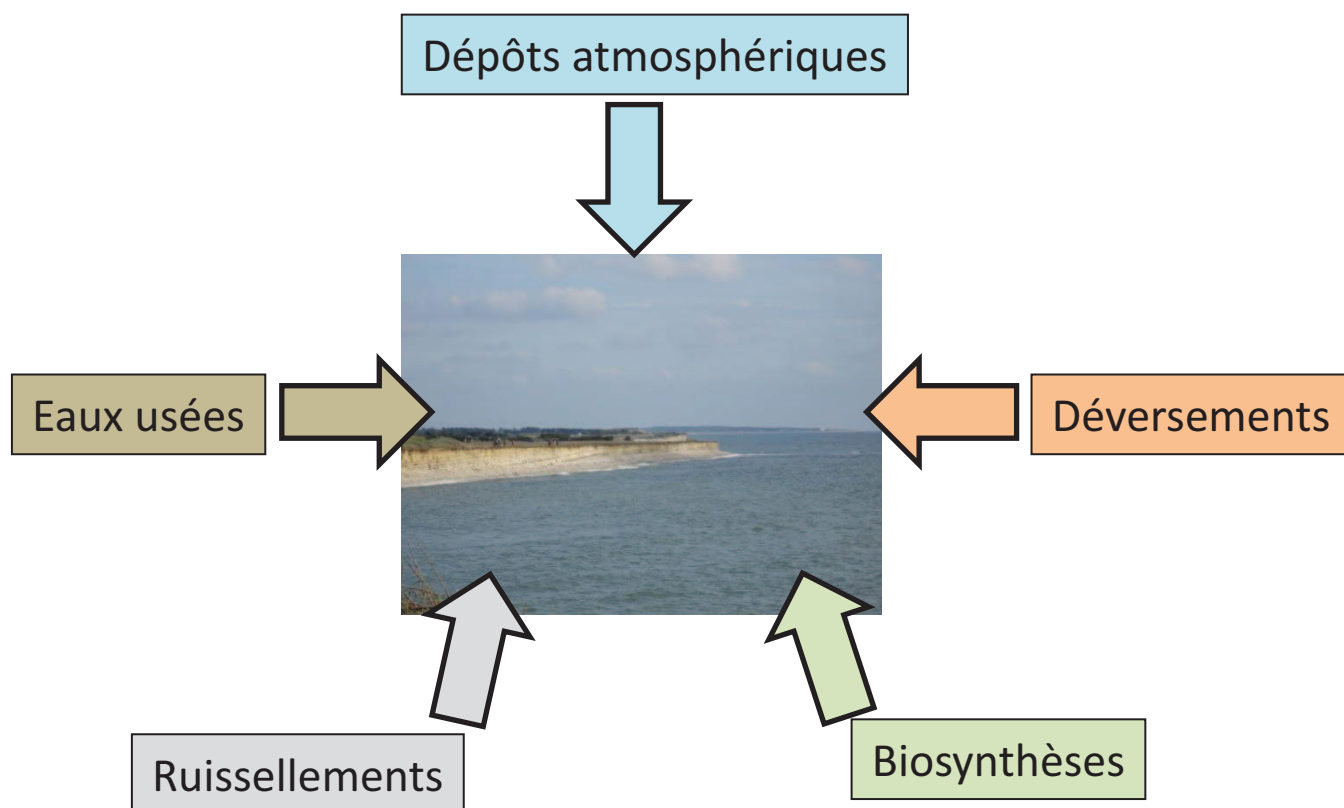 Dépôts atmosphériques
Eaux usées
Déversements
Ruissellements
Biosynthèses